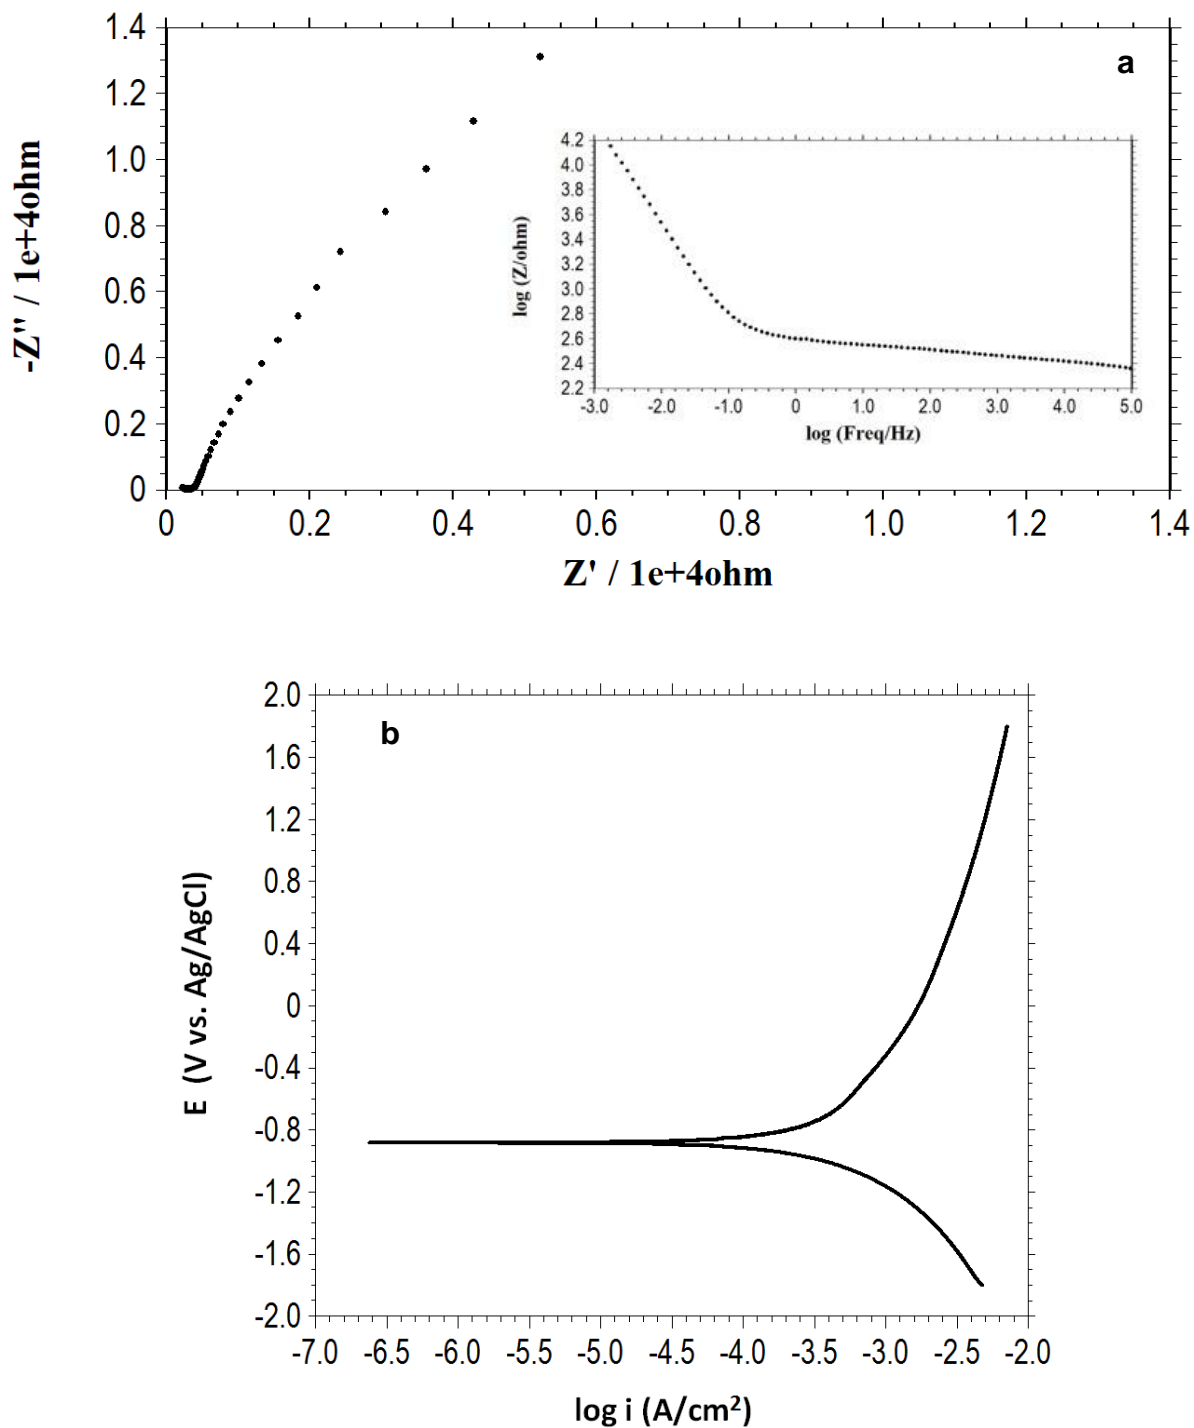 a
1.4
1.2
1.0
0.8
0.6
0.4
0.2
0
-Z'' / 1e+4ohm
0 0.2 0.4 0.6 0.8 1.0 1.2 1.4
Z' / 1e+4ohm
4.2
4.0
3.8
3.6
3.4
3.2
3.0
2.8
2.6
2.4
2.2
log (Z/ohm)
-3.0 -2.0 -1.0 0 1.0 2.0 3.0 4.0 5.0
log (Freq/Hz)
b
2.0
1.6
1.2
0.8
0.4
0
-0.4
-0.8
-1.2
-1.6
-2.0
E (V vs. Ag/AgCl)
-7.0 -6.5 -6.0 -5.5 -5.0 -4.5 -4.0 -3.5 -3.0 -2.5 -2.0
log i (A/cm²)